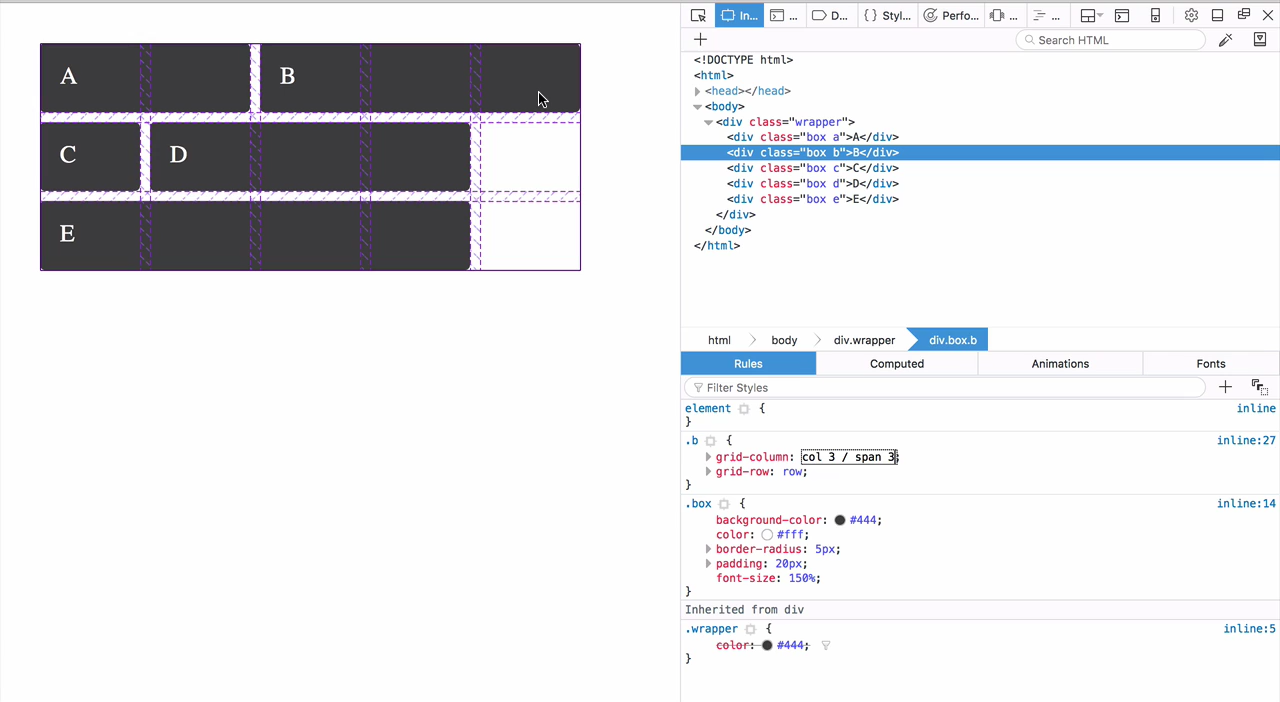 In... ... D... Styl... Perfo... ... ...
Search HTML
A B
C D
E
<!DOCTYPE html>
<html>
<head></head>
<body>
<div class="wrapper">
<div class="box a">A</div>
<div class="box b">B</div>
<div class="box c">C</div>
<div class="box d">D</div>
<div class="box e">E</div>
</div>
</body>
</html>
html body div.wrapper div.box.b
Rules Computed Animations Fonts
Filter Styles
element { inline
}
.b { inline:27
grid-column: col 3 / span 3;
grid-row: row;
}
.box { inline:14
background-color: #444;
color: #fff;
border-radius: 5px;
padding: 20px;
font-size: 150%;
}
Inherited from div
.wrapper { inline:5
color: #444;
}